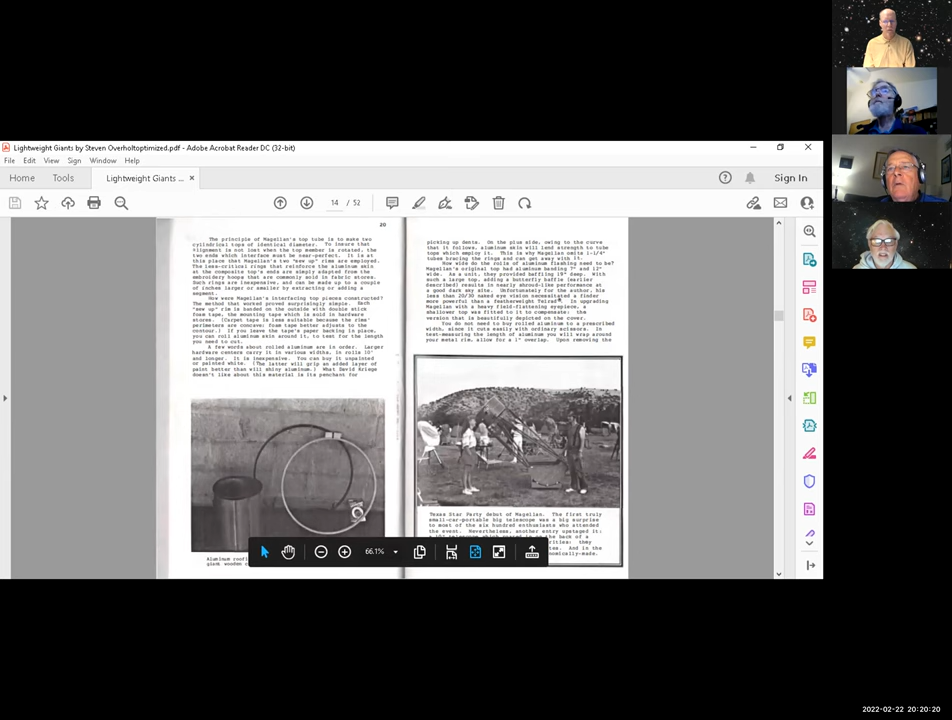 Lightweight Giants by Steven Overholtoptimized.pdf - Adobe Acrobat Reader DC (32-bit)
File Edit View Sign Window Help
Home Tools Lightweight Giants ... × Sign In
14 / 52
20
The principle of Magellan's top tube is to make two
cylindrical tops of identical diameter. To insure that
alignment is not lost when the top member is rotated, the
two ends which interface must be near-perfect. It is at
this place that Magellan's two "sew up" rims are employed.
The less-critical rings that reinforce the aluminum skin
at the composite top's ends are simply adapted from the
embroidery hoops that are commonly sold in fabric stores.
Such rings are inexpensive, and can be made up to a couple
of inches larger or smaller by extracting or adding a
segment.
How were Magellan's interfacing top pieces constructed?
The method that worked proved surprisingly simple. Each
"sew up" rim is banded on the outside with double stick
foam tape, the mounting tape which is sold in hardware
stores. (Carpet tape is less suitable because the rims'
perimeters are concave; foam tape better adjusts to the
contour.) If you leave the tape's paper backing in place,
you can roll aluminum skin around it, to test for the length
you need to cut.
A few words about rolled aluminum are in order. Larger
hardware centers carry it in various widths, in rolls 10'
and longer. It is inexpensive. You can buy it unpainted
or painted white. (The latter will grip an added layer of
paint better than will shiny aluminum.) What David Kriege
doesn't like about this material is its penchant for
Aluminum roofi
giant wooden
picking up dents. On the plus side, owing to the curve
that it follows, aluminum skin will lend strength to tube
tops which employ it. This is why Magellan omits 1-1/4"
tubes bracing the rings and can get away with it.
How wide do the rolls of aluminum flashing need to be?
Magellan's original top had aluminum banding 7" and 12"
wide. As a unit, they provided baffling 19" deep. With
such a large top, adding a butterfly baffle (earlier
described) results in nearly shroud-like performance at
a good dark sky site. Unfortunately for the author, his
less than 20/30 naked eye vision necessitated a finder
more powerful than a featherweight Telrad®. In upgrading
Magellan with a heavy field-flattening eyepiece, a
shallower top was fitted to it to compensate: the
version that is beautifully depicted on the cover.
You do not need to buy rolled aluminum to a prescribed
width, since it cuts easily with ordinary scissors. In
test-measuring the length of aluminum you will wrap around
your metal rim, allow for a 1" overlap. Upon removing the
Texas Star Party debut of Magellan. The first truly
small-car-portable big telescope was a big surprise
to most of the six hundred enthusiasts who attended
the event. Nevertheless, another entry upstaged it:
they
And in the
66.1%
2022-02-22 20:20:20